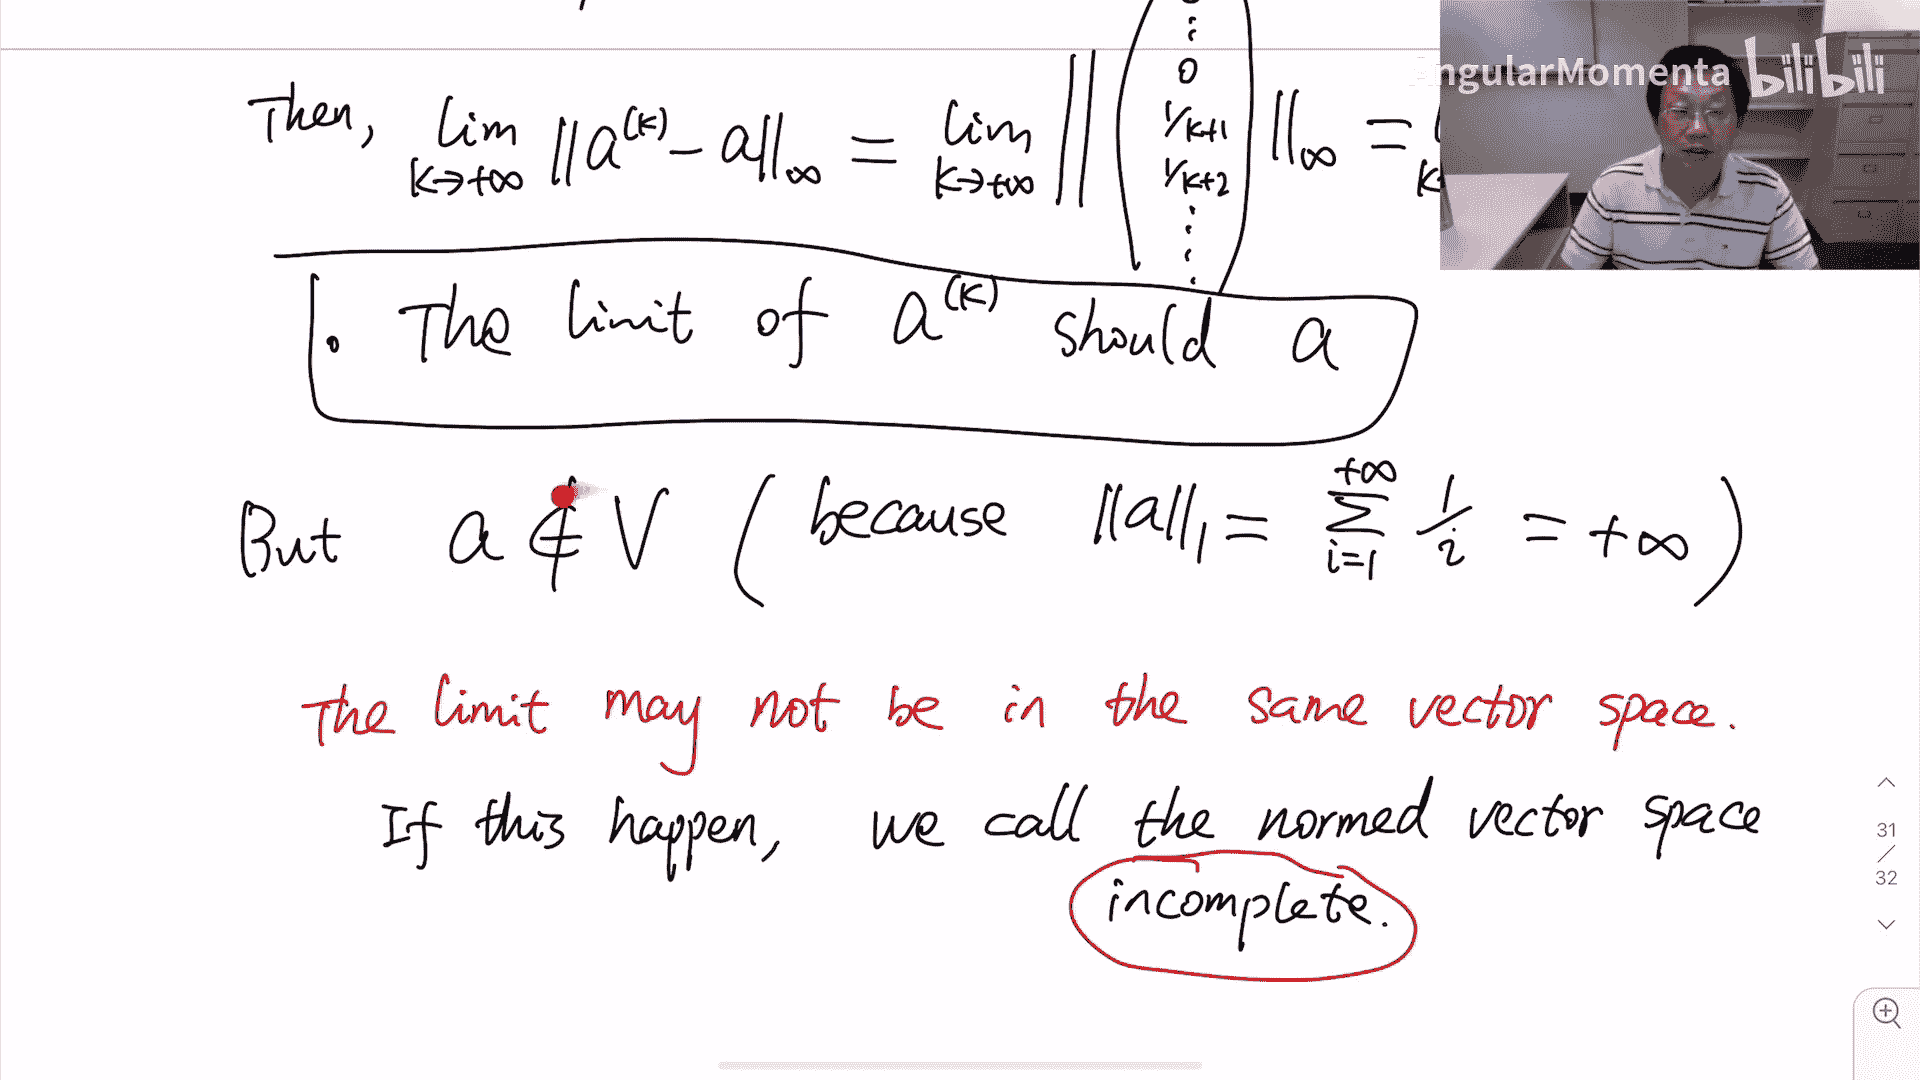 AngularMomenta bilibili
Then, lim k→+∞ ||a^(k) - a||_∞ = lim k→+∞ || ( ⋮ 0 1/k+1 1/k+2 ⋮ ) ||_∞ =
. The limit of a^(k) should a
But a ∉ V ( because ||a||_1 = Σ_{i=1}^{+∞} 1/i = +∞ )
The limit may not be in the same vector space.
If this happen, we call the normed vector space
incomplete.
31
/
32